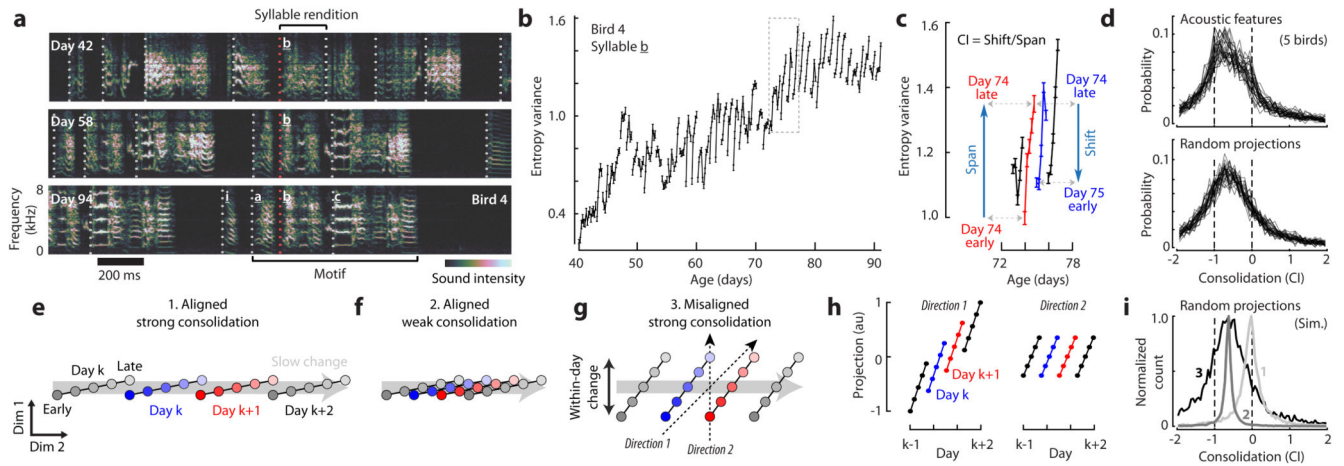 a
Syllable rendition
Day 42
b
Day 58
b
Frequency
(kHz)
8
0
Day 94
i
a
b
c
Bird 4
200 ms
Motif
Sound intensity
b
Bird 4
Syllable b
Entropy variance
1.6
1.2
0.8
0.4
40 50 60 70 80 90
Age (days)
c
CI = Shift/Span
Entropy variance
1.6
1.4
1.2
1.0
Day 74
late
Day 74
late
Span
Shift
Day 75
early
Day 74
early
72 78
Age (days)
d
Acoustic features
(5 birds)
Probability
0.1
0
Random projections
Probability
0.1
0
-2 -1 0 1 2
Consolidation (CI)
e
1. Aligned
strong consolidation
Slow change
Day k
Late
Early
Day k
Day k+1
Day k+2
Dim 1
Dim 2
f
2. Aligned
weak consolidation
g
3. Misaligned
strong consolidation
Within-day
change
Direction 1
Direction 2
h
Projection (au)
1
0
-1
Direction 1
Direction 2
Day k+1
Day k
k-1 k+2 k-1 k+2
Day
i
Random projections
(Sim.)
Normalized
count
1.0
0
3
1
2
-2 -1 0 1 2
Consolidation (CI)